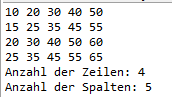 10 20 30 40 50
15 25 35 45 55
20 30 40 50 60
25 35 45 55 65
Anzahl der Zeilen: 4
Anzahl der Spalten: 5